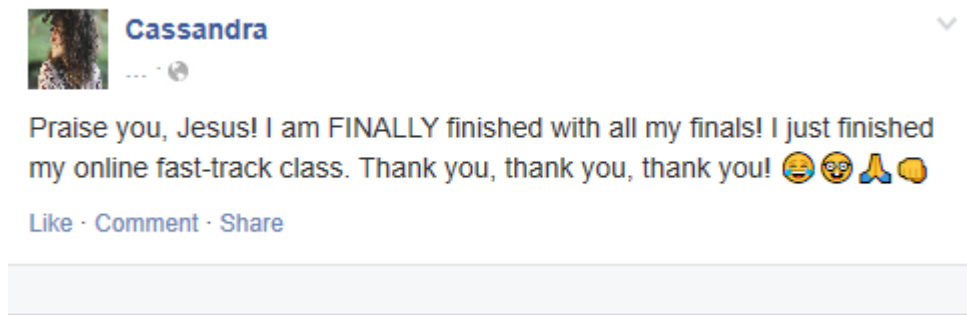 Cassandra
... ·
Praise you, Jesus! I am FINALLY finished with all my finals! I just finished
my online fast-track class. Thank you, thank you, thank you! 😂🤓🙏👊
Like · Comment · Share